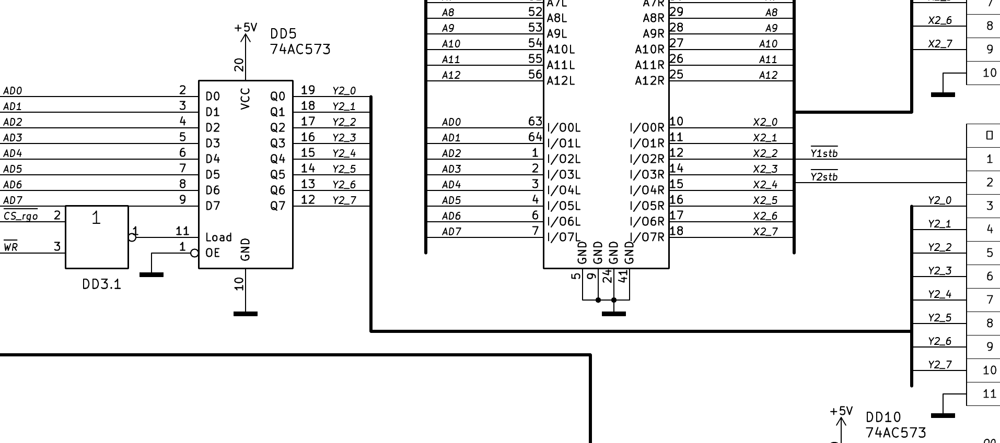 A7L A7R 7
A8 52 A8L A8R 29 A8 X2_6 8
A9 53 A9L A9R 28 A9
A10 54 A10L A10R 27 A10 X2_7 9
A11 55 A11L A11R 26 A11
A12 56 A12L A12R 25 A12 10
+5V DD5
74AC573
20
VCC
AD0 2 D0 Q0 19 Y2_0
AD1 3 D1 Q1 18 Y2_1
AD2 4 D2 Q2 17 Y2_2
AD3 5 D3 Q3 16 Y2_3
AD4 6 D4 Q4 15 Y2_4
AD5 7 D5 Q5 14 Y2_5
AD6 8 D6 Q6 13 Y2_6
AD7 9 D7 Q7 12 Y2_7
CS_rgo 2 1
1 11 Load
WR 3 1 OE
GND
DD3.1
10
AD0 63 I/O0L I/O0R 10 X2_0
AD1 64 I/O1L I/O1R 11 X2_1
AD2 1 I/O2L I/O2R 12 X2_2
AD3 2 I/O3L I/O3R 14 X2_3
AD4 3 I/O4L I/O4R 15 X2_4
AD5 4 I/O5L I/O5R 16 X2_5
AD6 6 I/O6L I/O6R 17 X2_6
AD7 7 I/O7L I/O7R 18 X2_7
GND GND GND GND
5 9 24 41
Y1stb 1
Y2stb 2
Y2_0 3
Y2_1 4
Y2_2 5
Y2_3 6
Y2_4 7
Y2_5 8
Y2_6 9
Y2_7 10
11
+5V DD10
74AC573